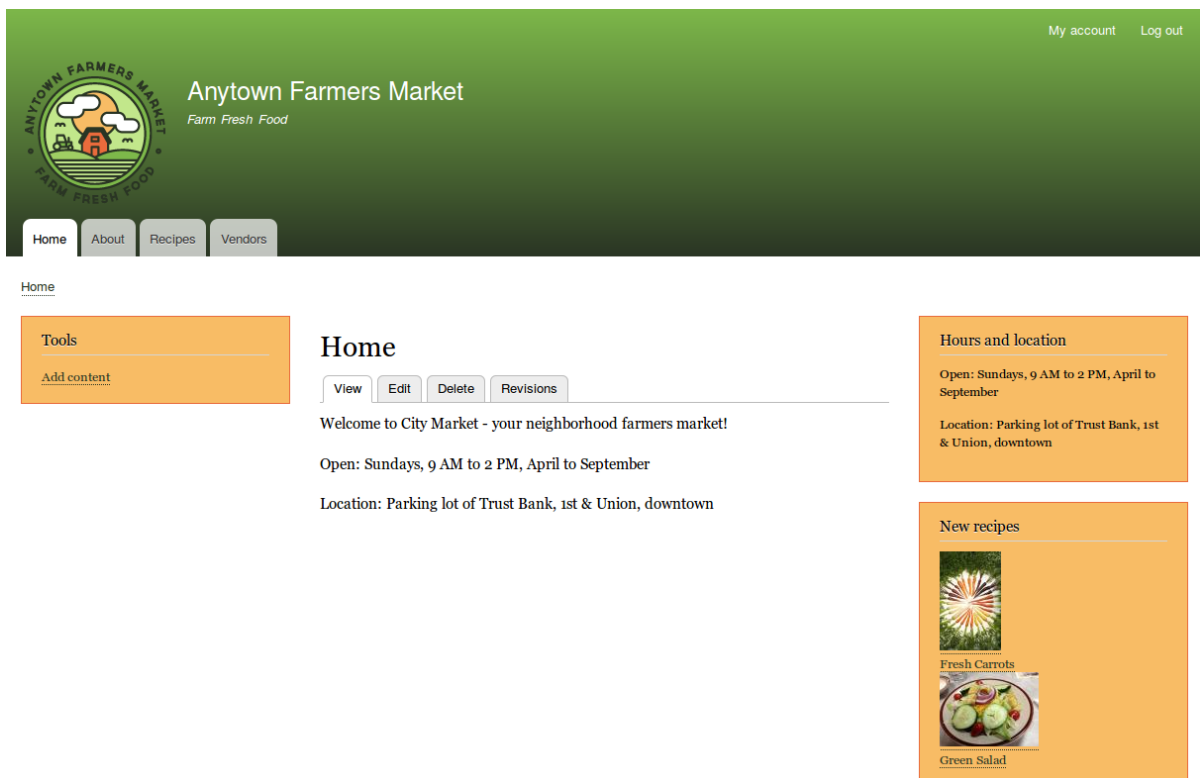 My account Log out
ANYTOWN FARMERS MARKET
FARM FRESH FOOD
Anytown Farmers Market
Farm Fresh Food
Home About Recipes Vendors
Home
Tools
Add content
Home
View Edit Delete Revisions
Welcome to City Market - your neighborhood farmers market!
Open: Sundays, 9 AM to 2 PM, April to September
Location: Parking lot of Trust Bank, 1st & Union, downtown
Hours and location
Open: Sundays, 9 AM to 2 PM, April to
September
Location: Parking lot of Trust Bank, 1st
& Union, downtown
New recipes
Fresh Carrots
Green Salad